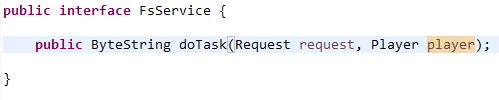 public interface FsService {
    public ByteString doTask(Request request, Player player);
}